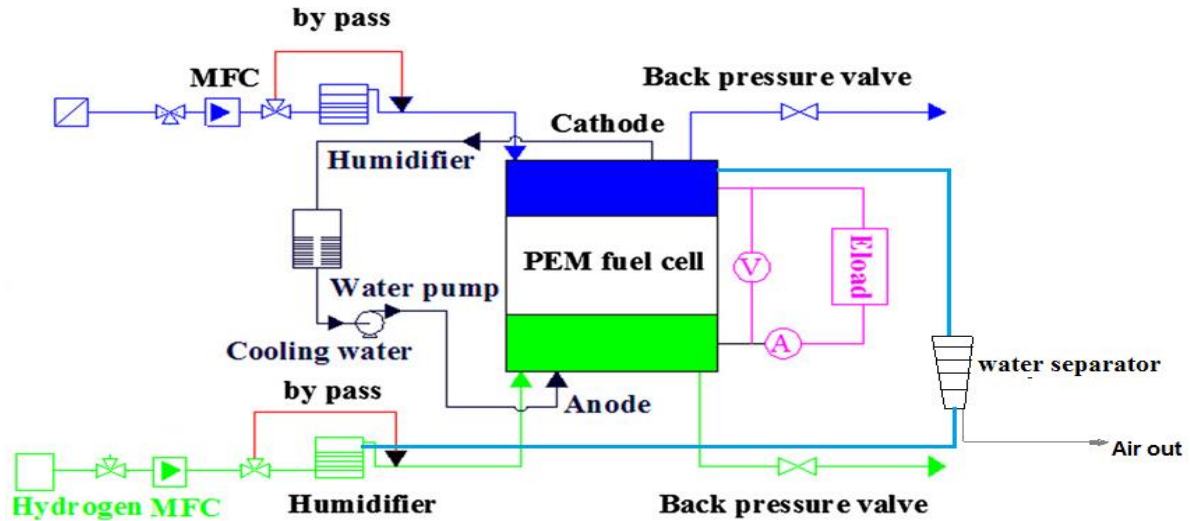 by pass
MFC
Back pressure valve
Cathode
Humidifier
PEM fuel cell
V
Eload
Water pump
A
Cooling water
water separator
by pass
Anode
Air out
Hydrogen MFC
Humidifier
Back pressure valve